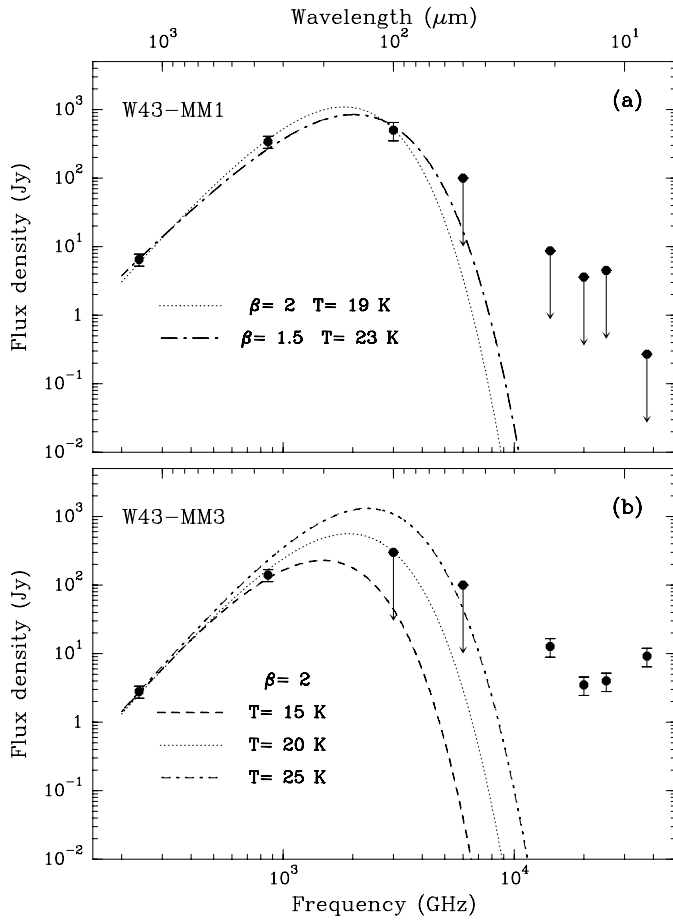 Wavelength (μm)
10³ 10² 10¹
W43-MM1 (a)
10³
10²
10¹
1
10⁻¹
10⁻²
Flux density (Jy)
β= 2 T= 19 K
β= 1.5 T= 23 K
W43-MM3 (b)
10³
10²
10¹
1
10⁻¹
10⁻²
Flux density (Jy)
β= 2
T= 15 K
T= 20 K
T= 25 K
10³ 10⁴
Frequency (GHz)